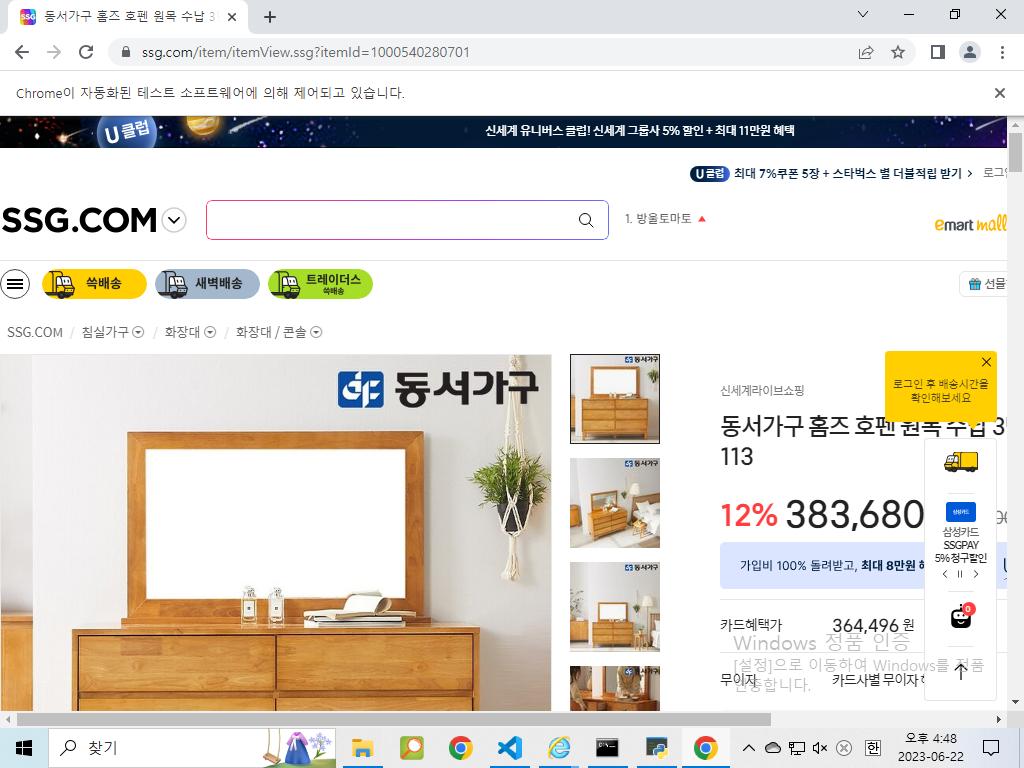 동서가구 홈즈 호펜 원목 수납 3
ssg.com/item/itemView.ssg?itemId=1000540280701
Chrome이 자동화된 테스트 소프트웨어에 의해 제어되고 있습니다.
U클럽
신세계 유니버스 클럽! 신세계 그룹사 5% 할인 + 최대 11만원 혜택
U클럽 최대 7%쿠폰 5장 + 스타벅스 별 더블적립 받기 >
SSG.COM
1. 방울토마토
emart mall
쓱배송
새벽배송
트레이더스
쓱배송
선물
SSG.COM / 침실가구 / 화장대 / 화장대 / 콘솔
동서가구
로그인 후 배송시간을
확인해보세요
신세계라이브쇼핑
동서가구 홈즈 호펜 원목 수납 3
113
12% 383,680
삼성카드
삼성카드
SSGPAY
5% 청구할인
가입비 100% 돌려받고, 최대 8만원
0
카드혜택가 364,496 원
Windows 정품 인증
[설정]으로 이동하여 Windows를 정품
인증합니다.
무이자 카드사별 무이자
찾기
한
오후 4:48
2023-06-22